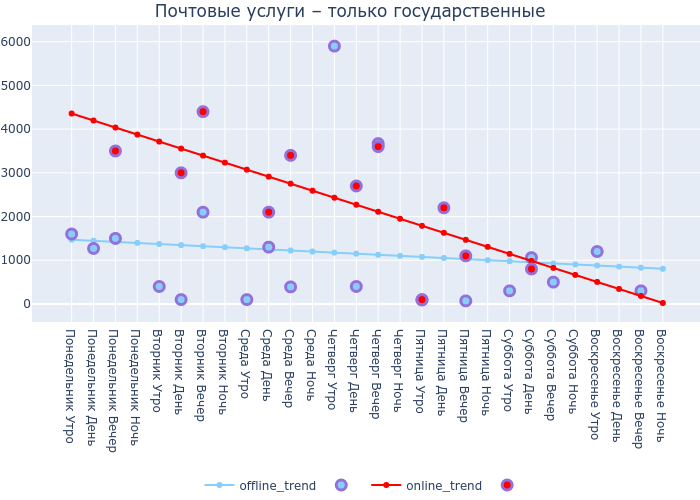 Почтовые услуги − только государственные
6000
5000
4000
3000
2000
1000
0
Понедельник Утро
Понедельник День
Понедельник Вечер
Понедельник Ночь
Вторник Утро
Вторник День
Вторник Вечер
Вторник Ночь
Среда Утро
Среда День
Среда Вечер
Среда Ночь
Четверг Утро
Четверг День
Четверг Вечер
Четверг Ночь
Пятница Утро
Пятница День
Пятница Вечер
Пятница Ночь
Суббота Утро
Суббота День
Суббота Вечер
Суббота Ночь
Воскресенье Утро
Воскресенье День
Воскресенье Вечер
Воскресенье Ночь
offline_trend
online_trend